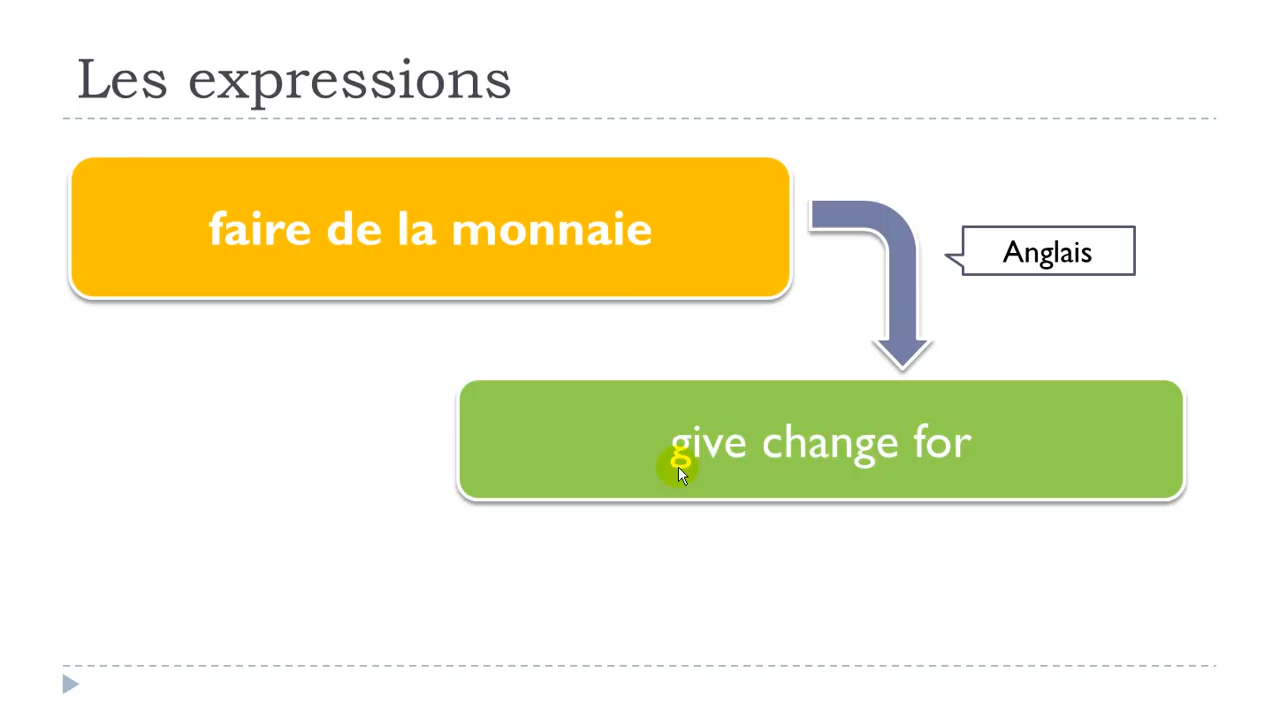 Les expressions
faire de la monnaie
Anglais
give change for